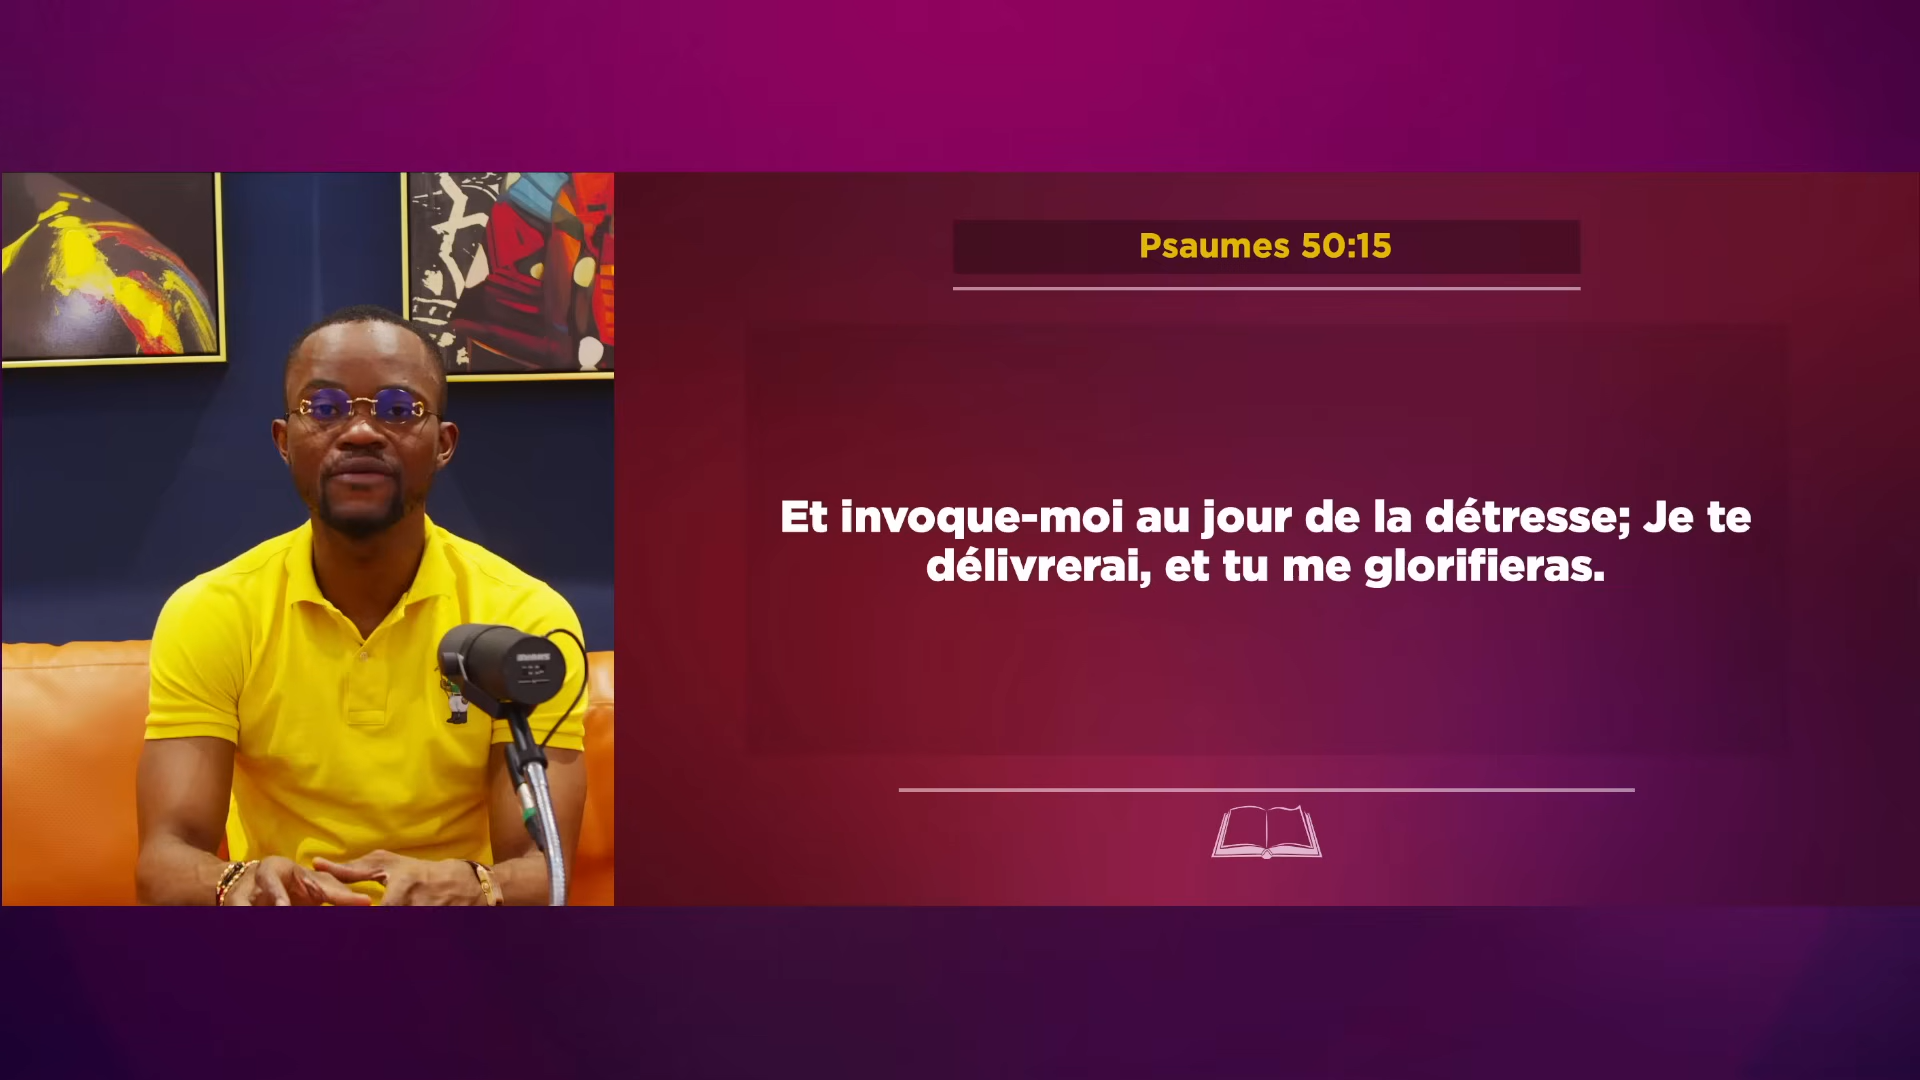 Psaumes 50:15
Et invoque-moi au jour de la détresse; Je te
délivrerai, et tu me glorifieras.